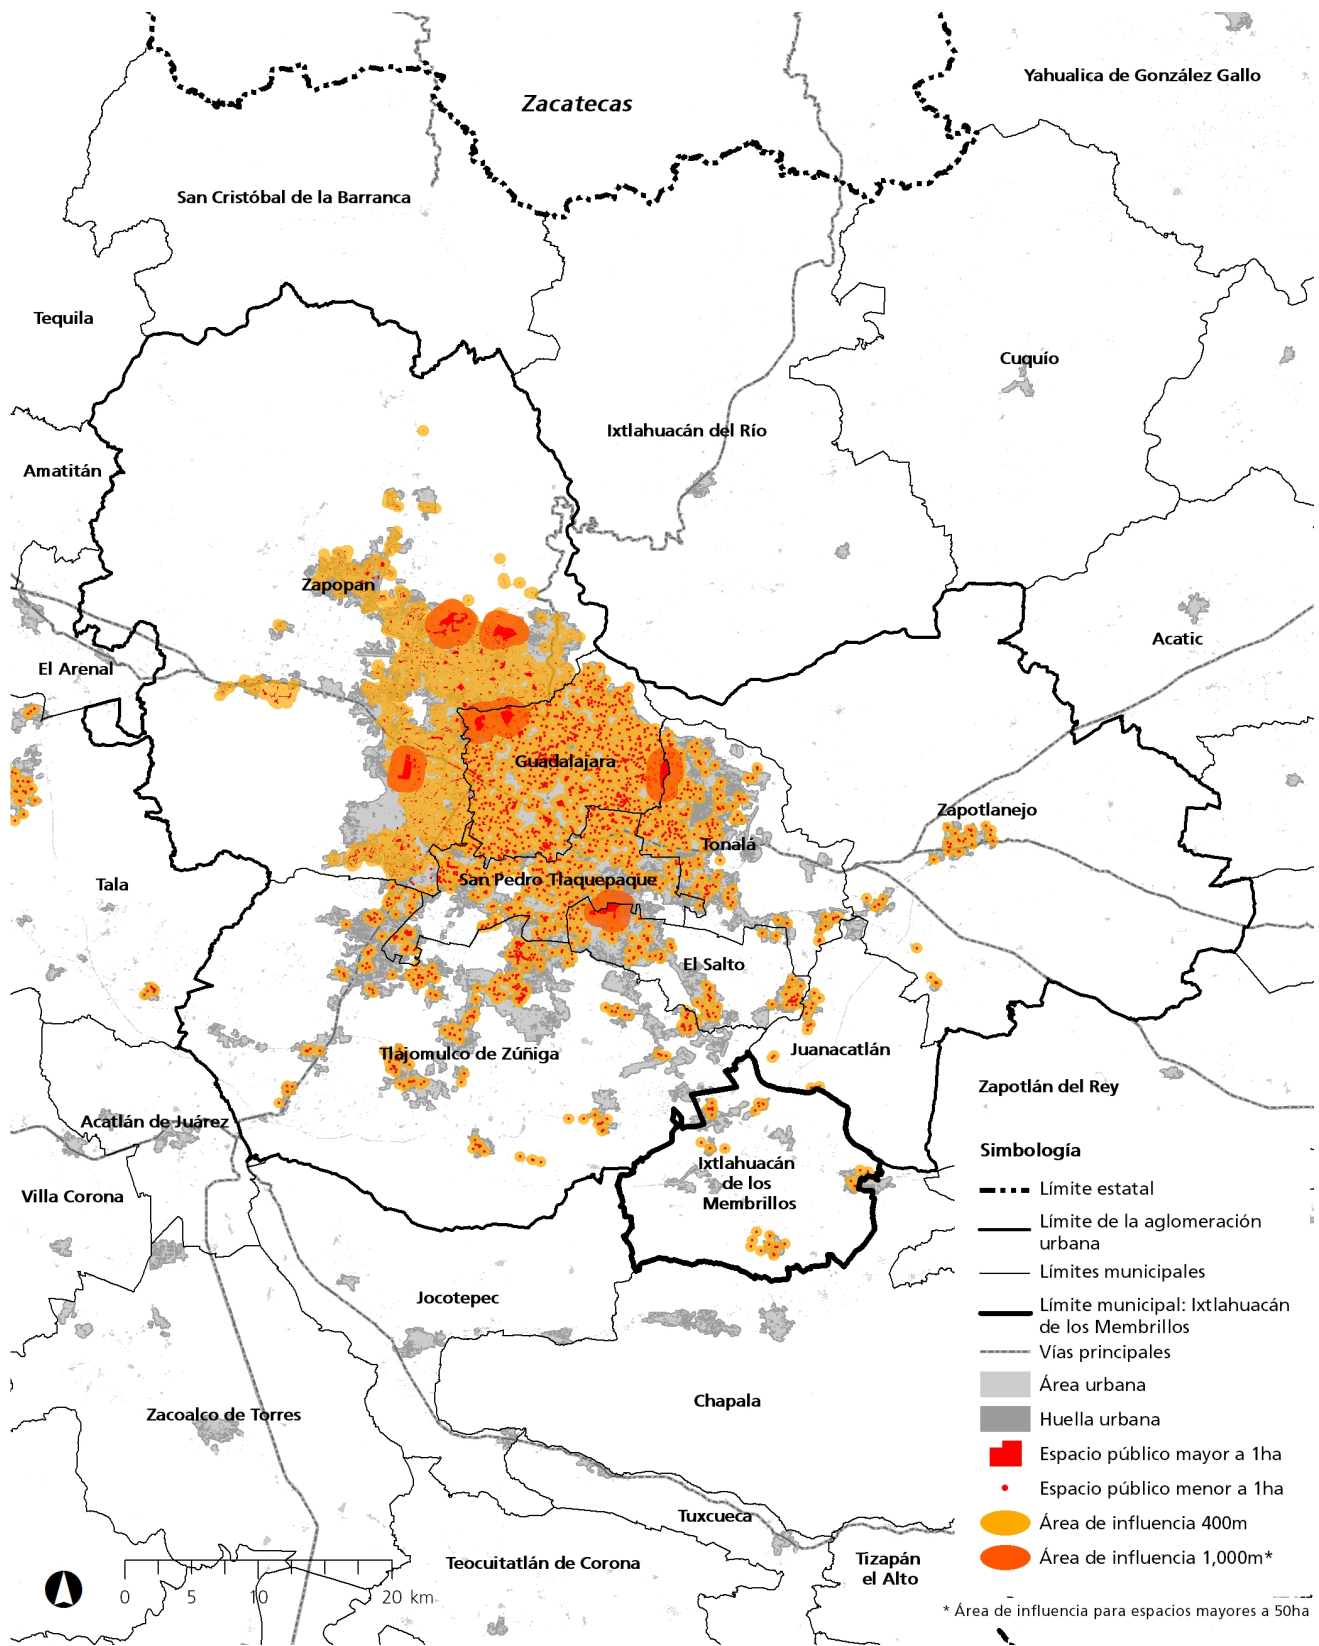 Yahualica de González Gallo
Zacatecas
San Cristóbal de la Barranca
Tequila
Cuquío
Ixtlahuacán del Río
Amatitán
Zapopan
Acatic
El Arenal
Guadalajara
Zapotlanejo
Tonalá
San Pedro Tlaquepaque
Tala
El Salto
Juanacatlán
Tlajomulco de Zúñiga
Zapotlán del Rey
Acatlán de Juárez
Ixtlahuacán
de los
Membrillos
Villa Corona
Jocotepec
Chapala
Zacoalco de Torres
Tuxcueca
Teocuitatlán de Corona
Tizapán
el Alto
Simbología
Límite estatal
Límite de la aglomeración
urbana
Límites municipales
Límite municipal: Ixtlahuacán
de los Membrillos
Vías principales
Área urbana
Huella urbana
Espacio público mayor a 1ha
Espacio público menor a 1ha
Área de influencia 400m
Área de influencia 1,000m*
0 5 10 20 km
* Área de influencia para espacios mayores a 50ha